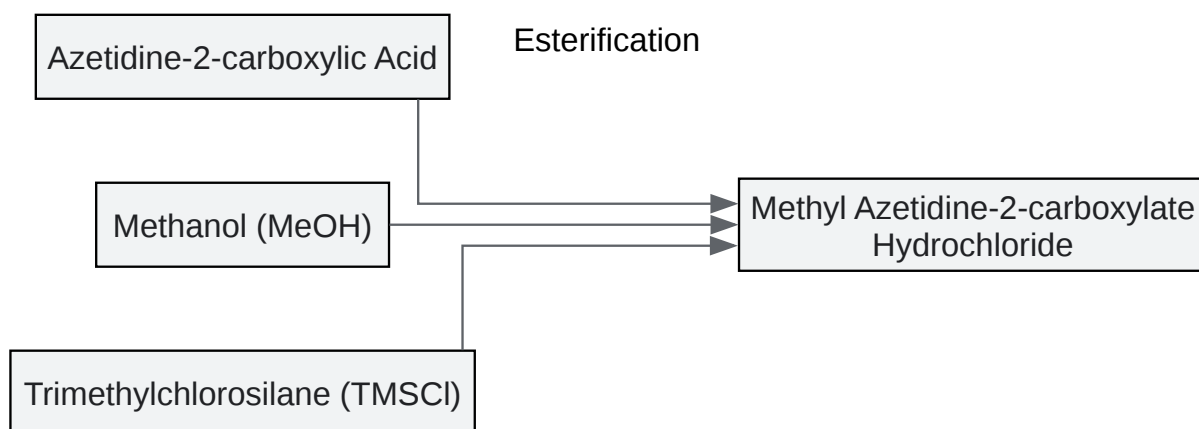 Azetidine-2-carboxylic Acid
Esterification
Methanol (MeOH)
Methyl Azetidine-2-carboxylate
Hydrochloride
Trimethylchlorosilane (TMSCl)